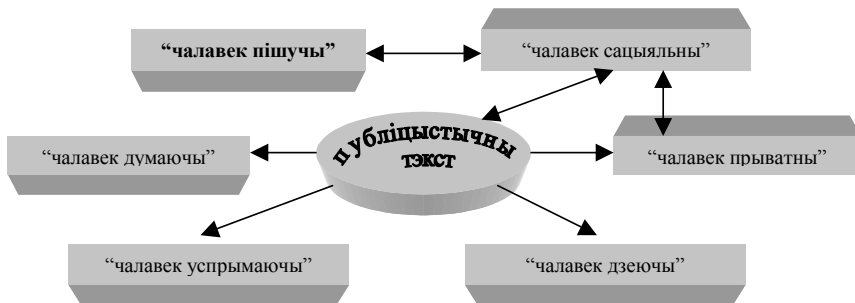 “чалавек пішучы”
“чалавек сацыяльны”
публіцыстычны
тэкст
“чалавек думаючы”
“чалавек прыватны”
“чалавек успрымаючы”
“чалавек дзеючы”